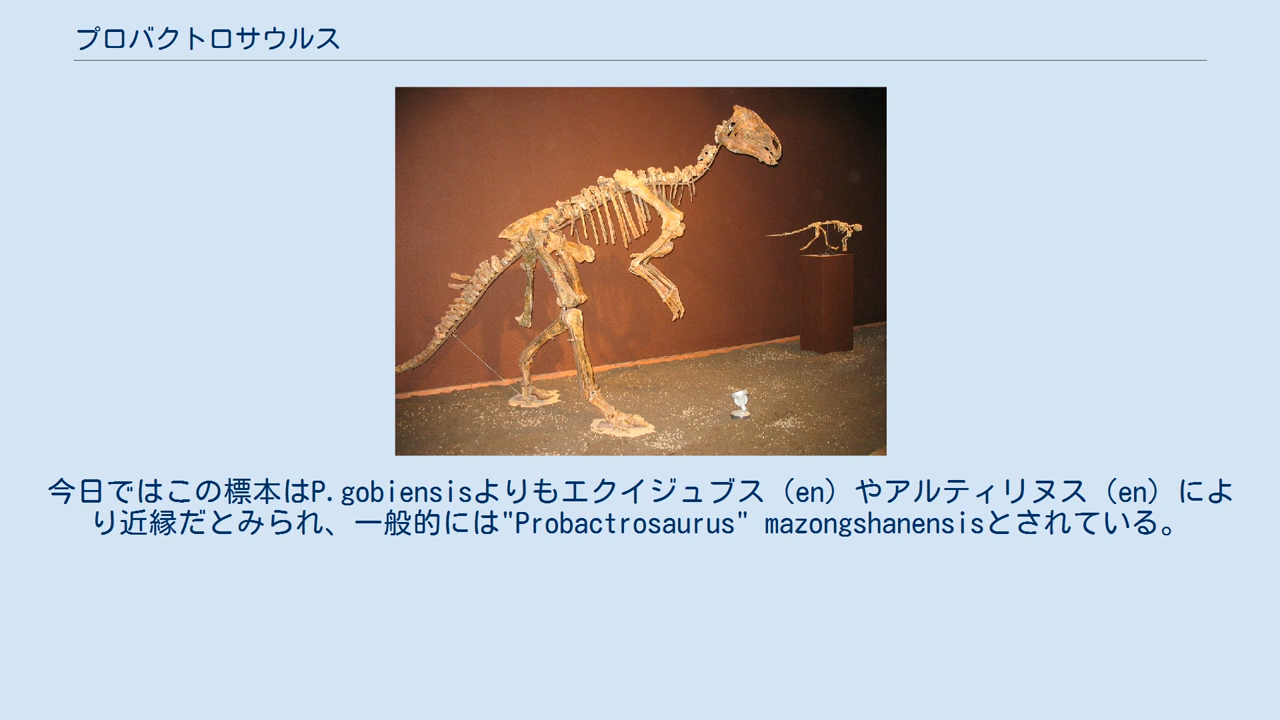 プロバクトロサウルス
今日ではこの標本はP.gobiensisよりもエクイジュブス（en）やアルティリヌス（en）によ
り近縁だとみられ、一般的には"Probactrosaurus" mazongshanensisとされている。